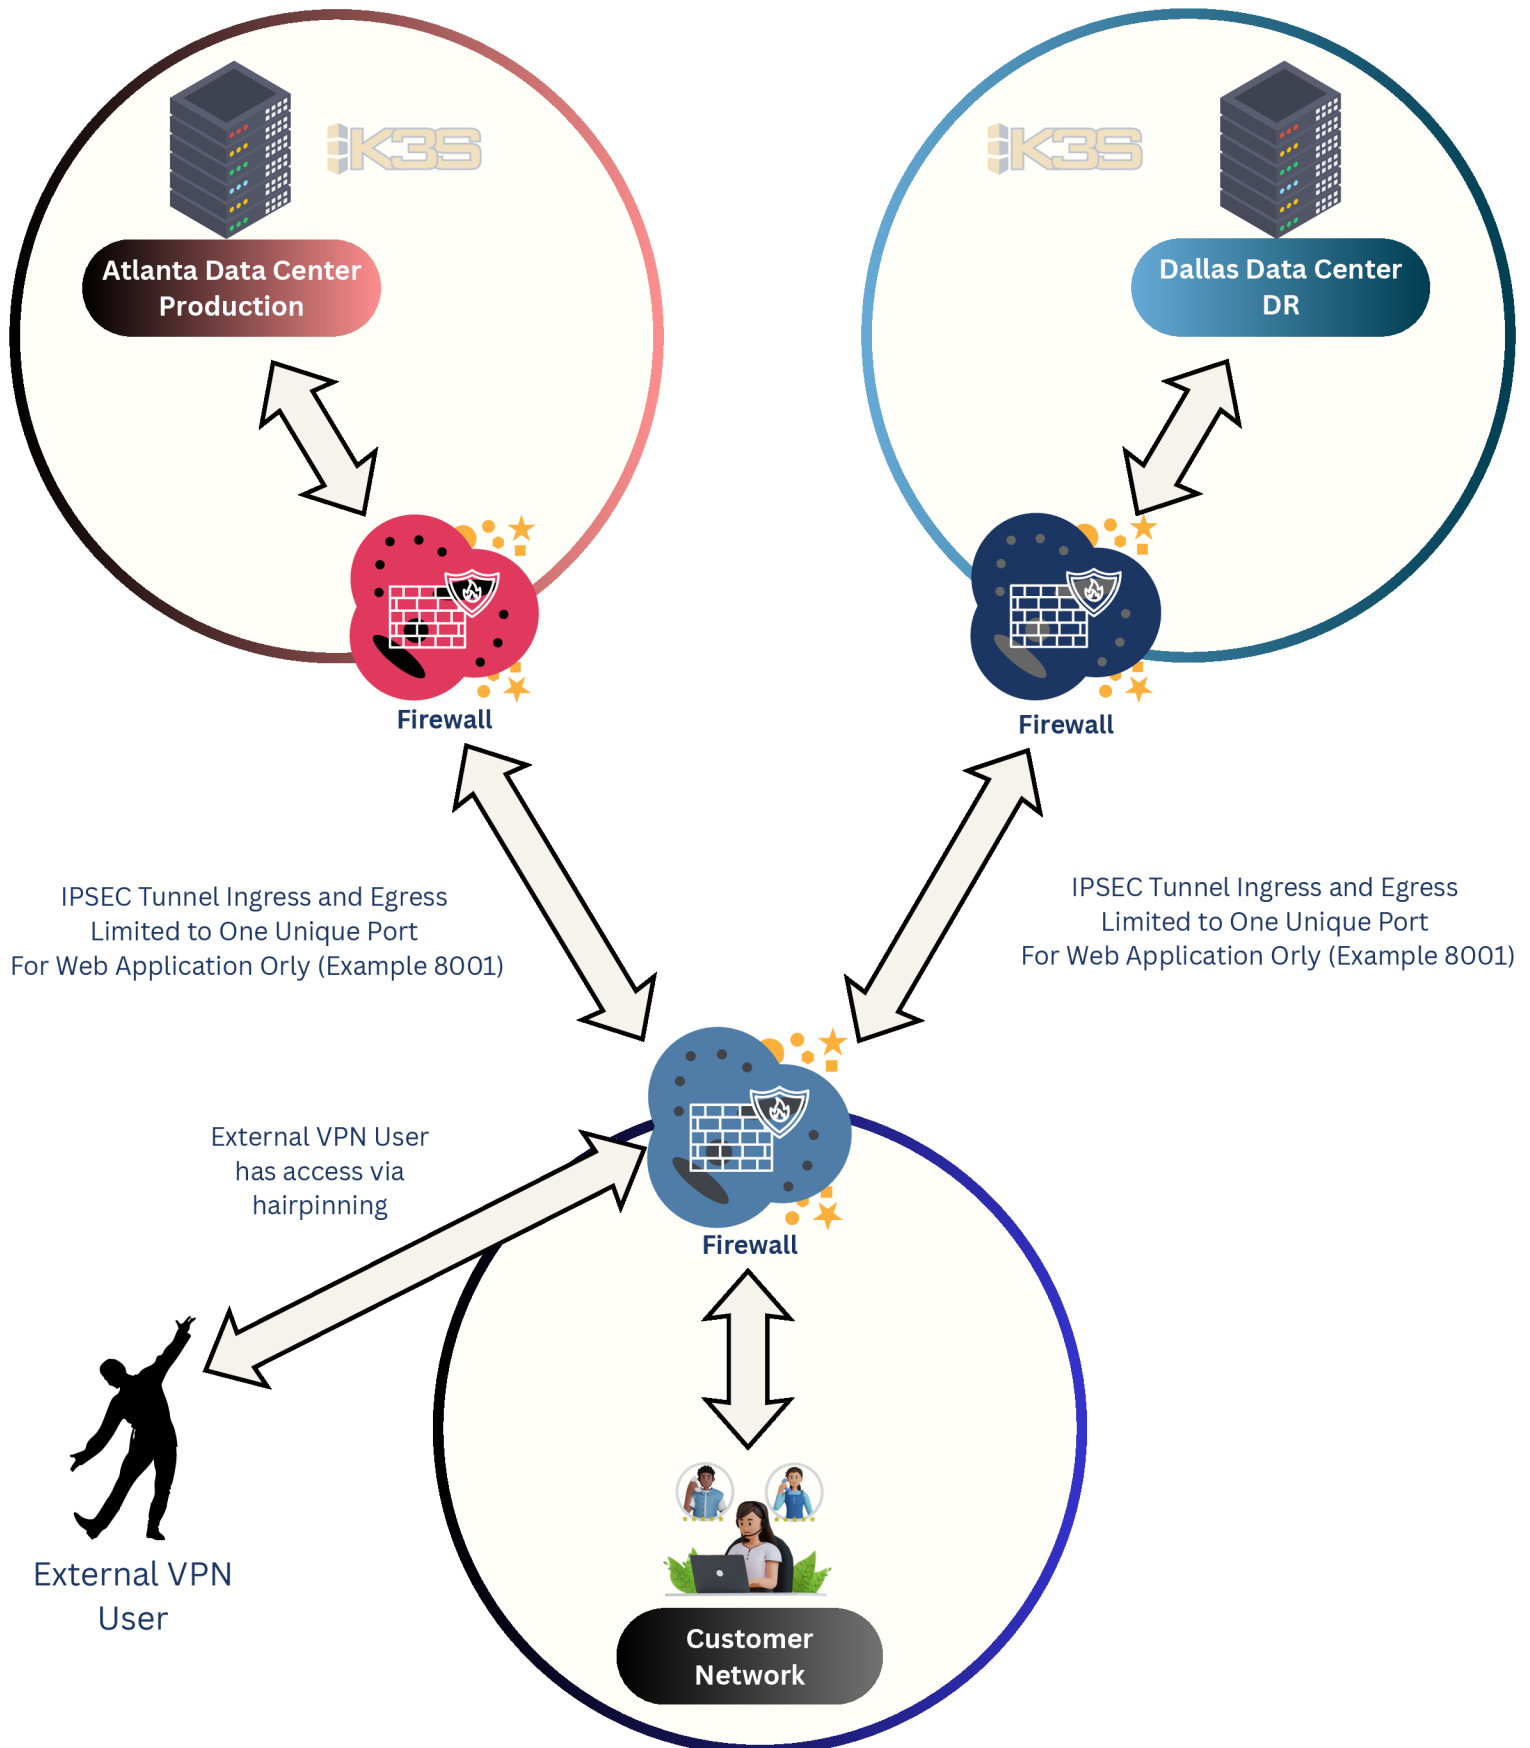 K3S
K3S
Atlanta Data Center
Production
Dallas Data Center
DR
Firewall
Firewall
IPSEC Tunnel Ingress and Egress
Limited to One Unique Port
For Web Application Orly (Example 8001)
IPSEC Tunnel Ingress and Egress
Limited to One Unique Port
For Web Application Only (Example 8001)
External VPN User
has access via
hairpinning
Firewall
External VPN
User
Customer
Network